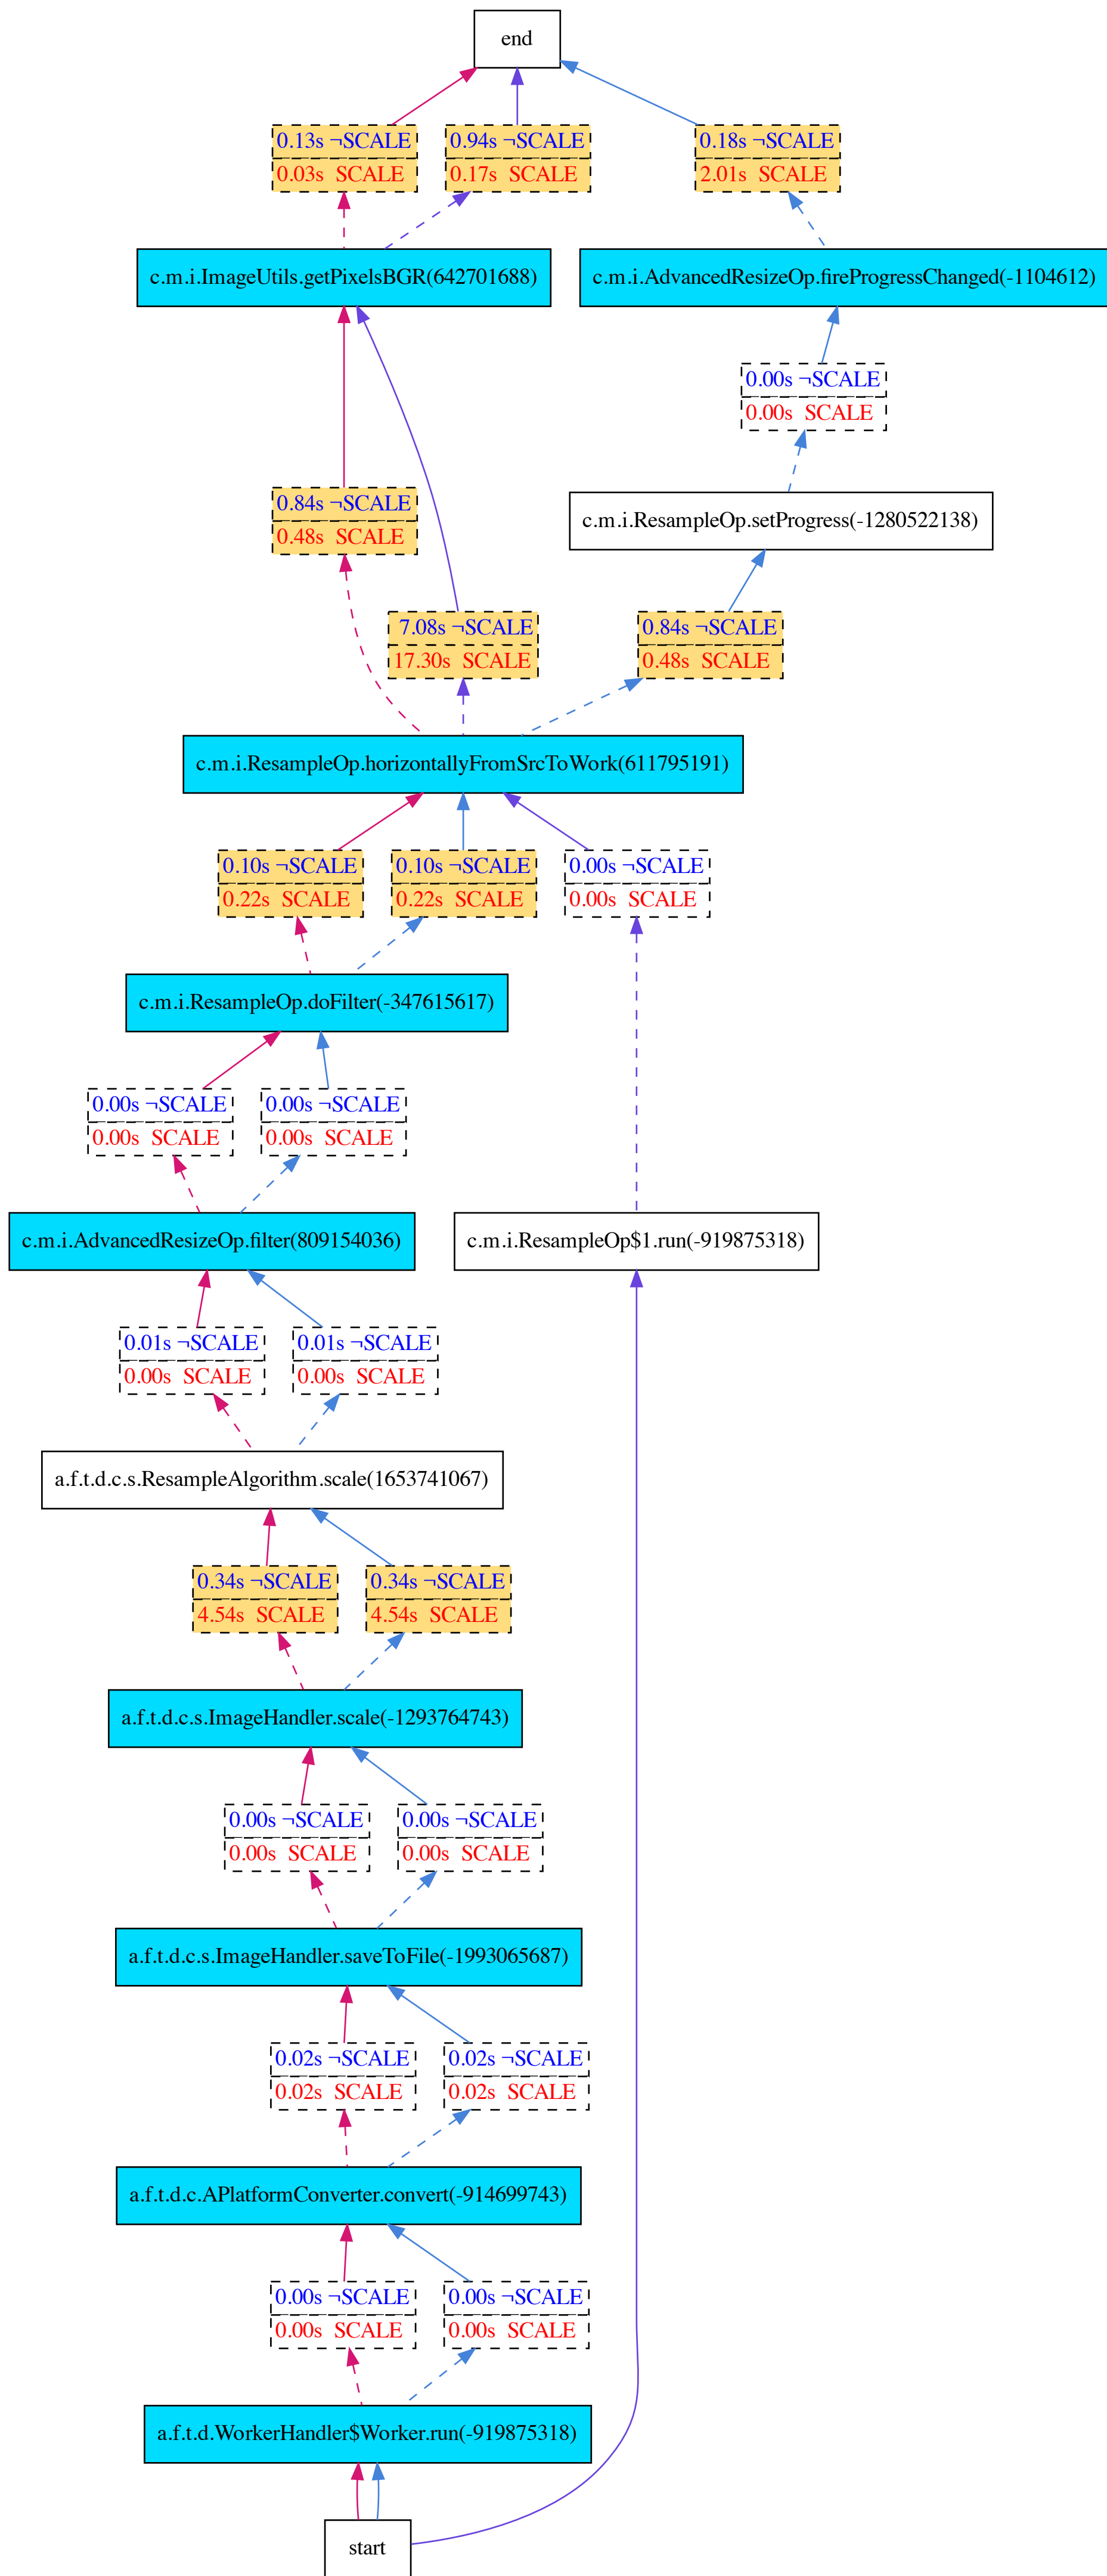 end
0.13s ¬SCALE
0.03s  SCALE
0.94s ¬SCALE
0.17s  SCALE
0.18s ¬SCALE
2.01s  SCALE
c.m.i.ImageUtils.getPixelsBGR(642701688)
c.m.i.AdvancedResizeOp.fireProgressChanged(-1104612)
0.00s ¬SCALE
0.00s  SCALE
0.84s ¬SCALE
0.48s  SCALE
c.m.i.ResampleOp.setProgress(-1280522138)
7.08s ¬SCALE
17.30s  SCALE
0.84s ¬SCALE
0.48s  SCALE
c.m.i.ResampleOp.horizontallyFromSrcToWork(611795191)
0.10s ¬SCALE
0.22s  SCALE
0.10s ¬SCALE
0.22s  SCALE
0.00s ¬SCALE
0.00s  SCALE
c.m.i.ResampleOp.doFilter(-347615617)
0.00s ¬SCALE
0.00s  SCALE
0.00s ¬SCALE
0.00s  SCALE
c.m.i.AdvancedResizeOp.filter(809154036)
c.m.i.ResampleOp$1.run(-919875318)
0.01s ¬SCALE
0.00s  SCALE
0.01s ¬SCALE
0.00s  SCALE
a.f.t.d.c.s.ResampleAlgorithm.scale(1653741067)
0.34s ¬SCALE
4.54s  SCALE
0.34s ¬SCALE
4.54s  SCALE
a.f.t.d.c.s.ImageHandler.scale(-1293764743)
0.00s ¬SCALE
0.00s  SCALE
0.00s ¬SCALE
0.00s  SCALE
a.f.t.d.c.s.ImageHandler.saveToFile(-1993065687)
0.02s ¬SCALE
0.02s  SCALE
0.02s ¬SCALE
0.02s  SCALE
a.f.t.d.c.APlatformConverter.convert(-914699743)
0.00s ¬SCALE
0.00s  SCALE
0.00s ¬SCALE
0.00s  SCALE
a.f.t.d.WorkerHandler$Worker.run(-919875318)
start